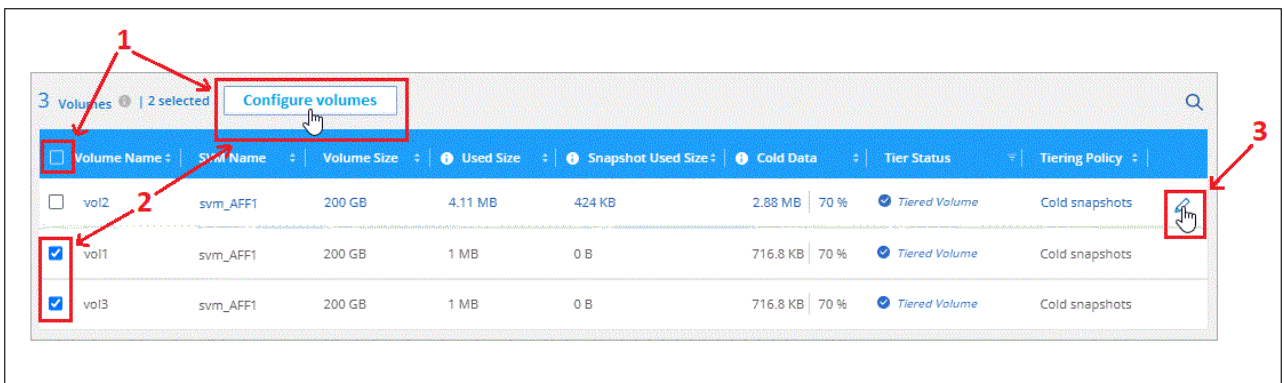 1
3 Volumes | 2 selected Configure volumes
3
Volume Name SVM Name Volume Size Used Size Snapshot Used Size Cold Data Tier Status Tiering Policy
2
vol2 svm_AFF1 200 GB 4.11 MB 424 KB 2.88 MB 70 % Tiered Volume Cold snapshots
vol1 svm_AFF1 200 GB 1 MB 0 B 716.8 KB 70 % Tiered Volume Cold snapshots
vol3 svm_AFF1 200 GB 1 MB 0 B 716.8 KB 70 % Tiered Volume Cold snapshots